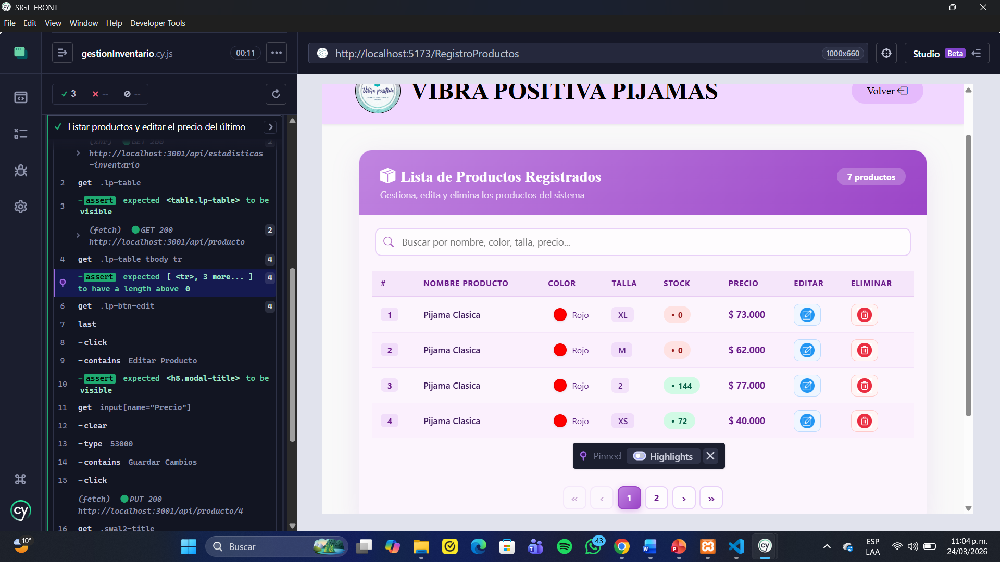 SIGT_FRONT
File Edit View Window Help Developer Tools
gestionInventario.cy.js
00:11
http://localhost:5173/RegistroProductos
1000x660
Studio Beta
3 -- --
Listar productos y editar el precio del último
(xhr) GET 200 2
http://localhost:3001/api/estadisticas
-inventario
2 get .lp-table
3 -assert expected <table.lp-table> to be
visible
(fetch) GET 200 2
http://localhost:3001/api/producto
4 get .lp-table tbody tr 4
-assert expected [ <tr>, 3 more... ] 4
to have a length above 0
6 get .lp-btn-edit 4
7 last
8 -click
9 -contains Editar Producto
10 -assert expected <h5.modal-title> to be
visible
11 get input[name="Precio"]
12 -clear
13 -type 53000
14 -contains Guardar Cambios
15 -click
(fetch) PUT 200
http://localhost:3001/api/producto/4
16 get .swal2-title
Vibra positiva
VIBRA POSITIVA PIJAMAS
Volver
Lista de Productos Registrados
7 productos
Gestiona, edita y elimina los productos del sistema
Buscar por nombre, color, talla, precio...
# NOMBRE PRODUCTO COLOR TALLA STOCK PRECIO EDITAR ELIMINAR
1 Pijama Clasica Rojo XL • 0 $ 73.000
2 Pijama Clasica Rojo M • 0 $ 62.000
3 Pijama Clasica Rojo 2 • 144 $ 77.000
4 Pijama Clasica Rojo XS • 72 $ 40.000
Pinned Highlights
« ‹ 1 2 › »
cy
10°
Buscar
43
ESP
LAA
11:04 p. m.
24/03/2026